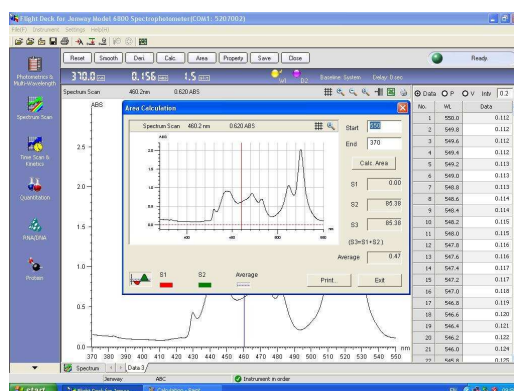 Flight Deck for Jenway Model 6800 Spectrophotometer(COM1: 5207002)
File(F) Instrument Settings Help(H)
Reset Smooth Deri. Calc. Area Property Save Close
Ready.
370.0 0.156 1.5 WI D2 Baseline: System Delay: 0 sec
Photometrics & Multi-Wavelength
Spectrum Scan
Time Scan & Kinetics
Quantitation
RNA/DNA
Protein
Spectrum Scan 460.2nm 0.620 ABS
ABS
2.5
2.0
1.5
1.0
0.5
0.0
370 380 390 400 410 420 430 440 450 460 470 480 490 500 510 520 530 540 550 nm
Area Calculation
Spectrum Scan 460.2 nm 0.620 ABS
ABS
Start 550
End 370
Calc. Area
S1 0.00
S2 85.38
S3 85.38
(S3=S1+S2)
Average 0.47
S1 S2 Average
Print... Exit
Data P V Intv 0.2
No. WL Data
1 550.0 0.112
2 549.8 0.112
3 549.6 0.112
4 549.4 0.112
5 549.2 0.113
6 549.0 0.113
7 548.8 0.113
8 548.6 0.114
9 548.4 0.114
10 548.2 0.115
11 548.0 0.115
12 547.8 0.116
13 547.6 0.116
14 547.4 0.117
15 547.2 0.117
16 547.0 0.118
17 546.8 0.119
18 546.6 0.120
19 546.4 0.121
20 546.2 0.122
21 546.0 0.124
22 545.8 0.125
Spectrum Data3
Jenway ABC Instrument in order
start